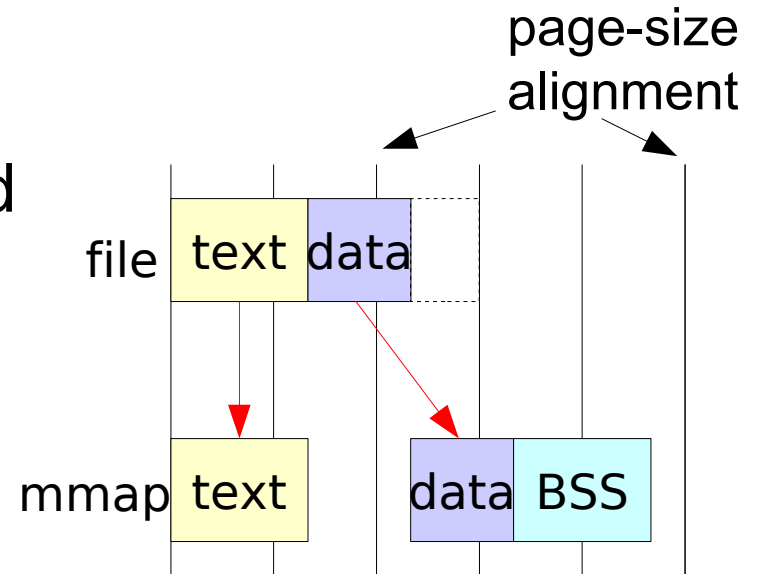 page-size
alignment
d
file
text
data
mmap
text
data
BSS